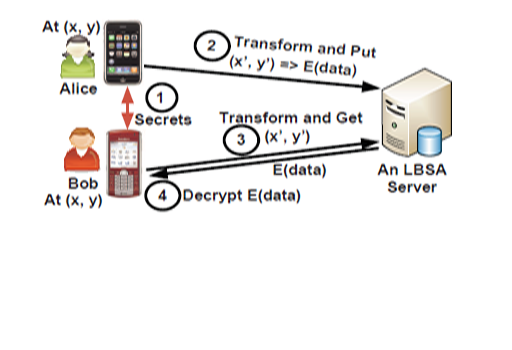 At (x, y)
Alice
1
Secrets
2
Transform and Put
(x', y') => E(data)
Transform and Get
3
(x', y')
E(data)
4
Decrypt E(data)
Bob
At (x, y)
An LBSA
Server